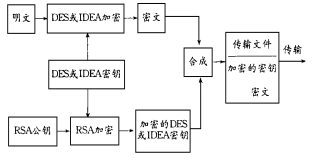 明文
DES或IDEA加密
密文
DES或IDEA密钥
合成
传输文件
加密的密钥
密文
传输
RSA公钥
RSA加密
加密的DES
或IDEA密钥